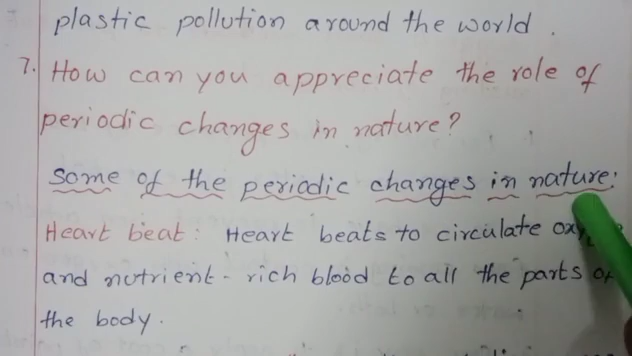 plastic pollution around the world.
7. How can you appreciate the role of
periodic changes in nature?
Some of the periodic changes in nature:
Heart beat: Heart beats to circulate
and nutrient-rich blood to all the parts of
the body.